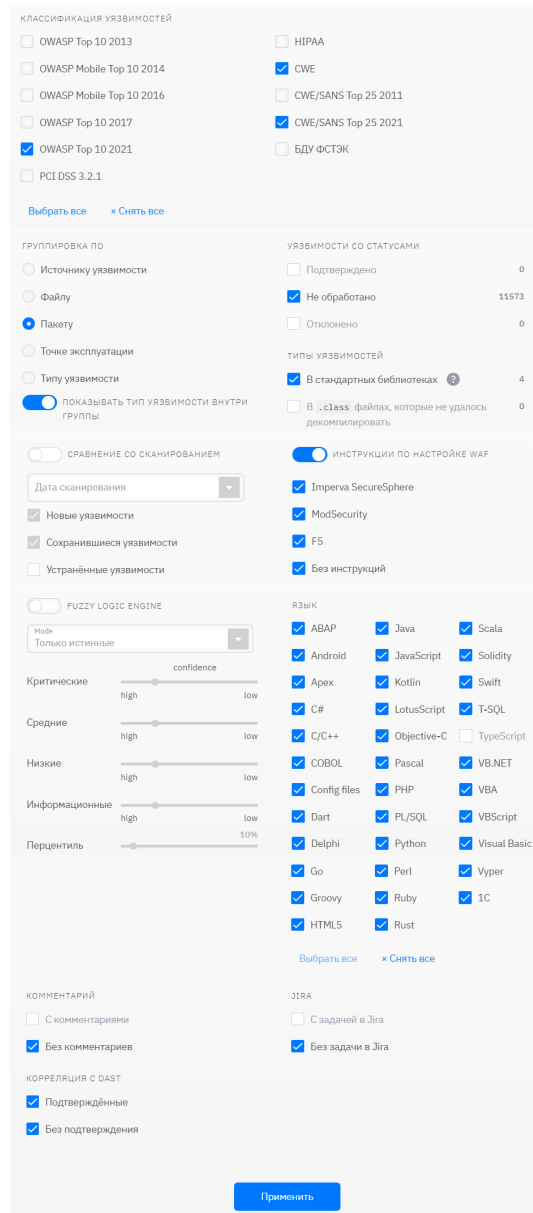 КЛАССИФИКАЦИЯ УЯЗВИМОСТЕЙ
OWASP Top 10 2013
OWASP Mobile Top 10 2014
OWASP Mobile Top 10 2016
OWASP Top 10 2017
OWASP Top 10 2021
PCI DSS 3.2.1
HIPAA
CWE
CWE/SANS Top 25 2011
CWE/SANS Top 25 2021
БДУ ФСТЭК
Выбрать все × Снять все
ГРУППИРОВКА ПО
Источнику уязвимости
Файлу
Пакету
Точке эксплуатации
Типу уязвимости
ПОКАЗЫВАТЬ ТИП УЯЗВИМОСТИ ВНУТРИ
ГРУППЫ
УЯЗВИМОСТИ СО СТАТУСАМИ
Подтверждено 0
Не обработано 11573
Отклонено 0
ТИПЫ УЯЗВИМОСТЕЙ
В стандартных библиотеках ? 4
В .class файлах, которые не удалось 0
декомпилировать
СРАВНЕНИЕ СО СКАНИРОВАНИЕМ
Дата сканирования
Новые уязвимости
Сохранившиеся уязвимости
Устранённые уязвимости
ИНСТРУКЦИИ ПО НАСТРОЙКЕ WAF
Imperva SecureSphere
ModSecurity
F5
Без инструкций
FUZZY LOGIC ENGINE
Mode
Только истинные
confidence
Критические
high low
Средние
high low
Низкие
high low
Информационные
high low
10%
Перцентиль
ЯЗЫК
ABAP Java Scala
Android JavaScript Solidity
Apex Kotlin Swift
C# LotusScript T-SQL
C/C++ Objective-C TypeScript
COBOL Pascal VB.NET
Config files PHP VBA
Dart PL/SQL VBScript
Delphi Python Visual Basic
Go Perl Vyper
Groovy Ruby 1C
HTML5 Rust
Выбрать все × Снять все
КОММЕНТАРИЙ
С комментариями
Без комментариев
JIRA
С задачей в Jira
Без задачи в Jira
КОРРЕЛЯЦИЯ С DAST
Подтверждённые
Без подтверждения
Применить